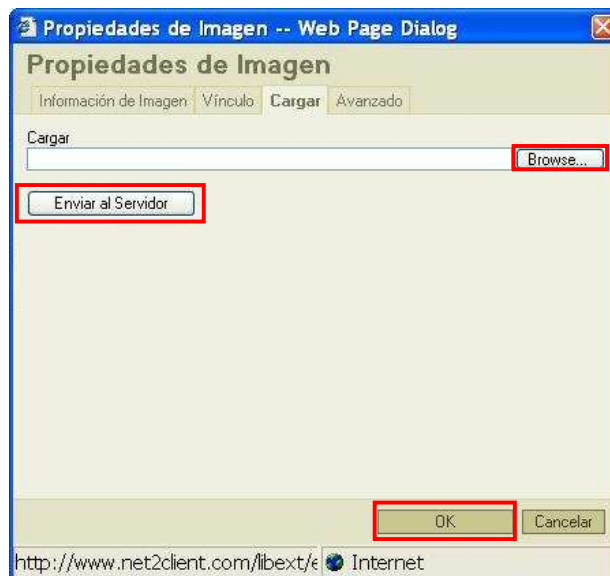 Propiedades de Imagen -- Web Page Dialog
Propiedades de Imagen
Información de Imagen Vínculo Cargar Avanzado
Cargar
Browse...
Enviar al Servidor
OK Cancelar
http://www.net2client.com/libext/e Internet